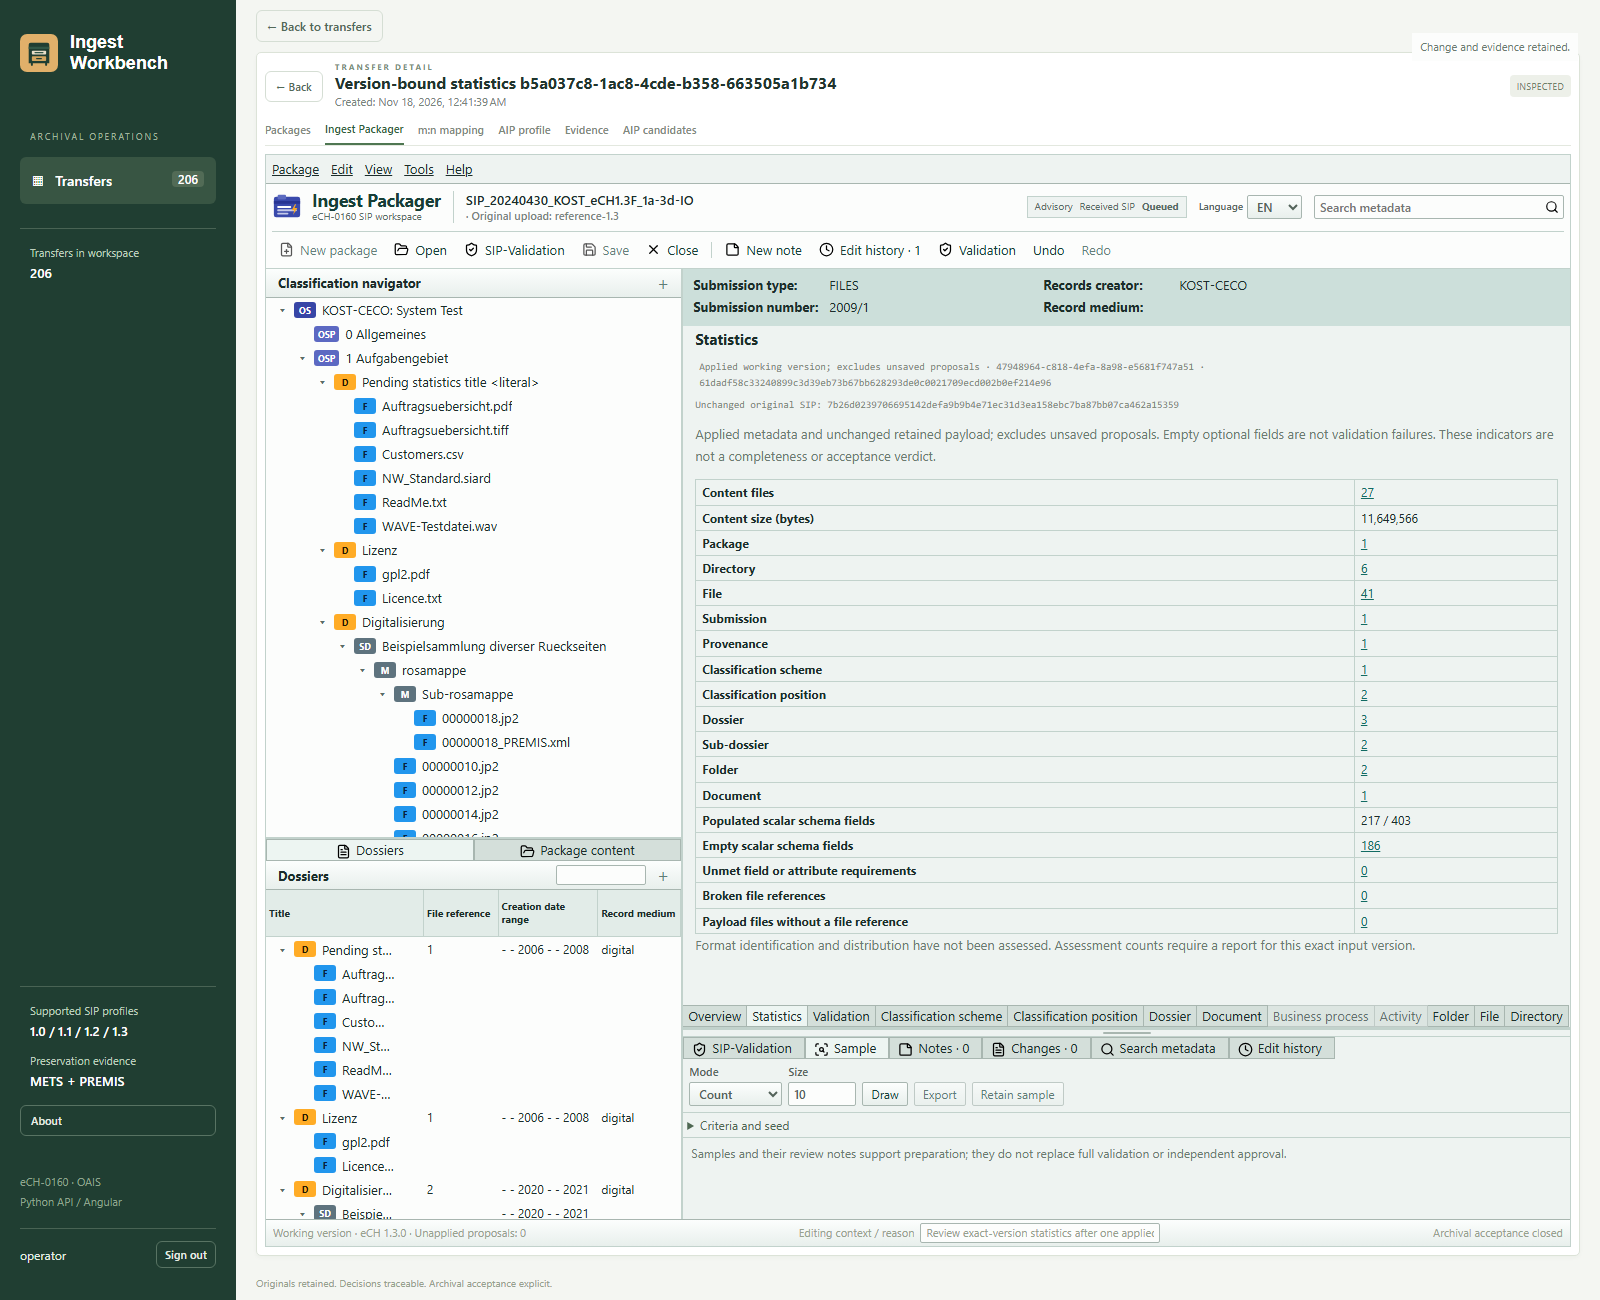 Ingest
Workbench
ARCHIVAL OPERATIONS
Transfers 206
Transfers in workspace
206
Supported SIP profiles
1.0 / 1.1 / 1.2 / 1.3
Preservation evidence
METS + PREMIS
About
eCH-0160 · OAIS
Python API / Angular
operator Sign out
← Back to transfers
Change and evidence retained.
← Back
TRANSFER DETAIL
Version-bound statistics b5a037c8-1ac8-4cde-b358-663505a1b734
Created: Nov 18, 2026, 12:41:39 AM
INSPECTED
Packages Ingest Packager m:n mapping AIP profile Evidence AIP candidates
Package Edit View Tools Help
Ingest Packager
eCH-0160 SIP workspace
SIP_20240430_KOST_eCH1.3F_1a-3d-IO
· Original upload: reference-1.3
Advisory Received SIP Queued
Language EN
Search metadata
New package Open SIP-Validation Save Close New note Edit history · 1 Validation Undo Redo
Classification navigator +
OS KOST-CECO: System Test
OSP 0 Allgemeines
OSP 1 Aufgabengebiet
D Pending statistics title <literal>
F Auftragsuebersicht.pdf
F Auftragsuebersicht.tiff
F Customers.csv
F NW_Standard.siard
F ReadMe.txt
F WAVE-Testdatei.wav
D Lizenz
F gpl2.pdf
F Licence.txt
D Digitalisierung
SD Beispielsammlung diverser Rueckseiten
M rosamappe
M Sub-rosamappe
F 00000018.jp2
F 00000018_PREMIS.xml
F 00000010.jp2
F 00000012.jp2
F 00000014.jp2
F 00000016.jp2
Dossiers Package content
Dossiers +
Title File reference Creation date range Record medium
D Pending st... 1 - - 2006 - - 2008 digital
F Auftrag...
F Auftrag...
F Custo...
F NW_St...
F ReadM...
F WAVE-...
D Lizenz 1 - - 2006 - - 2008 digital
F gpl2.pdf
F Licence...
D Digitalisier... 2 - - 2020 - - 2021 digital
SD Beispie... - - 2020 - - 2021
Submission type: FILES Records creator: KOST-CECO
Submission number: 2009/1 Record medium:
Statistics
Applied working version; excludes unsaved proposals · 47948964-c818-4efa-8a98-e5681f747a51 ·
61dadf58c33240899c3d39eb73b67bb628293de0c0021709ecd002b0ef214e96
Unchanged original SIP: 7b26d0239706695142defa9b9b4e71ec31d3ea158ebc7ba87bb07ca462a15359
Applied metadata and unchanged retained payload; excludes unsaved proposals. Empty optional fields are not validation failures. These indicators are
not a completeness or acceptance verdict.
Content files 27
Content size (bytes) 11,649,566
Package 1
Directory 6
File 41
Submission 1
Provenance 1
Classification scheme 1
Classification position 2
Dossier 3
Sub-dossier 2
Folder 2
Document 1
Populated scalar schema fields 217 / 403
Empty scalar schema fields 186
Unmet field or attribute requirements 0
Broken file references 0
Payload files without a file reference 0
Format identification and distribution have not been assessed. Assessment counts require a report for this exact input version.
Overview Statistics Validation Classification scheme Classification position Dossier Document Business process Activity Folder File Directory
SIP-Validation Sample Notes · 0 Changes · 0 Search metadata Edit history
Mode Size
Count 10 Draw Export Retain sample
Criteria and seed
Samples and their review notes support preparation; they do not replace full validation or independent approval.
Working version · eCH 1.3.0 · Unapplied proposals: 0
Editing context / reason Review exact-version statistics after one applied
Archival acceptance closed
Originals retained. Decisions traceable. Archival acceptance explicit.